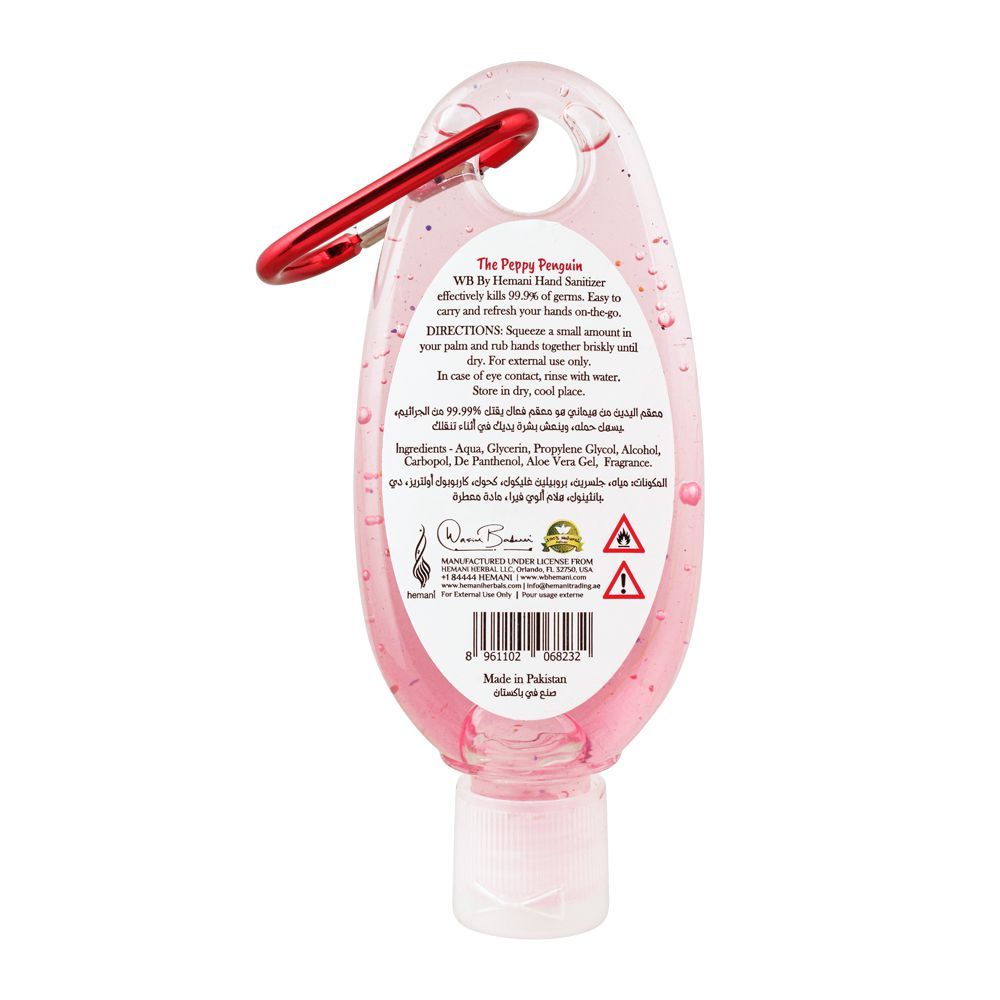 The Peppy Penguin
WB By Hemani Hand Sanitizer
effectively kills 99.9% of germs. Easy to
carry and refresh your hands on-the-go.
DIRECTIONS: Squeeze a small amount in
your palm and rub hands together briskly until
dry. For external use only.
In case of eye contact, rinse with water.
Store in dry, cool place.
معقم اليدين من هيماني هو معقم فعال يقتل 99.99% من الجراثيم،
يسهل حمله، وينعش بشرة يديك في أثناء تنقلك.
Ingredients - Aqua, Glycerin, Propylene Glycol, Alcohol,
Carbopol, De Panthenol, Aloe Vera Gel, Fragrance.
المكونات: مياه، جلسرين، بروبيلين غليكول، كحول، كاربوبول أولتريز، دي
بانثينول، هلام ألوي فيرا، مادة معطرة.
Wasim Badami
100% Natural
hemani
MANUFACTURED UNDER LICENSE FROM
HEMANI HERBAL LLC, Orlando, FL 32750, USA
+1 84444 HEMANI | www.wbhemani.com
www.hemaniherbals.com | info@hemanitrading.ae
For External Use Only | Pour usage externe
8 961102 068232
Made in Pakistan
صنع في باكستان